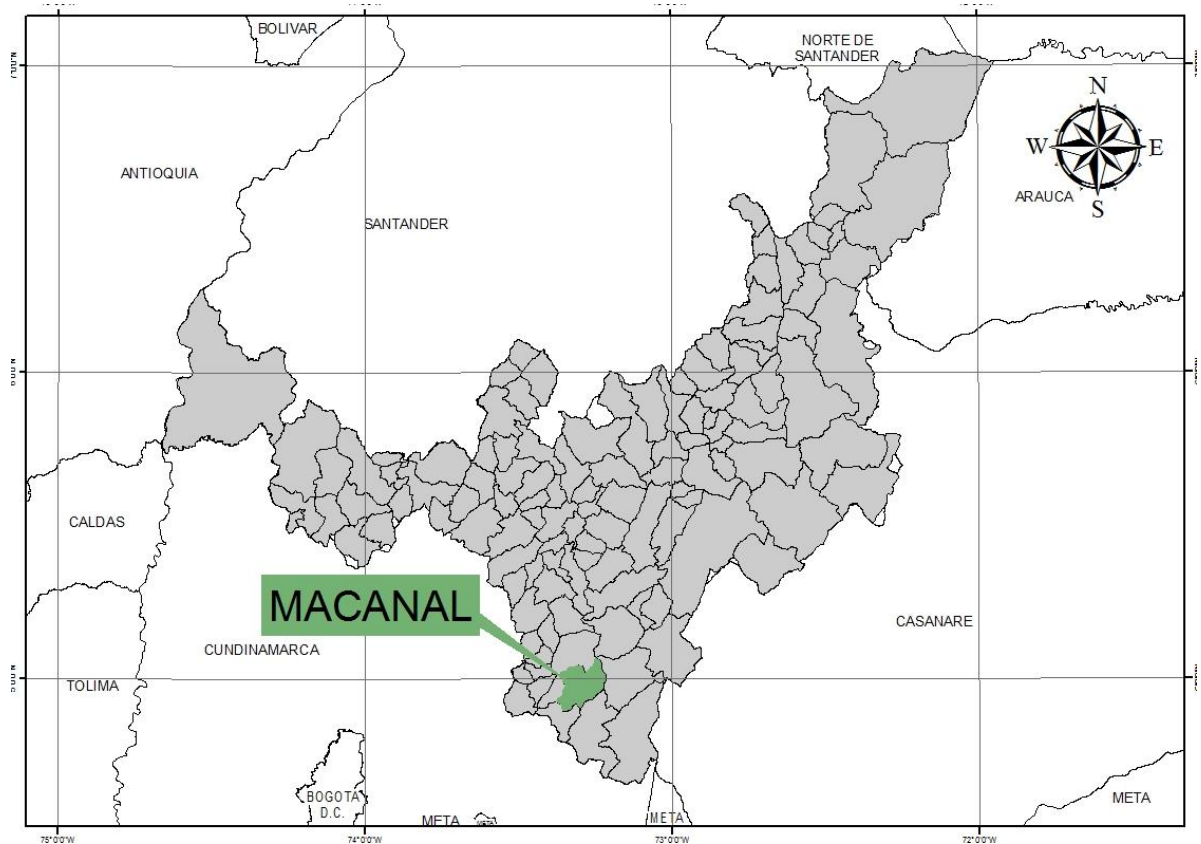 BOLIVAR
NORTE DE
SANTANDER
N
W
E
S
ANTIOQUIA
ARAUCA
SANTANDER
CALDAS
MACANAL
CASANARE
CUNDINAMARCA
TOLIMA
BOGOTA
D.C.
META
META
META
META
75°0'0"W
74°0'0"W
73°0'0"W
72°0'0"W